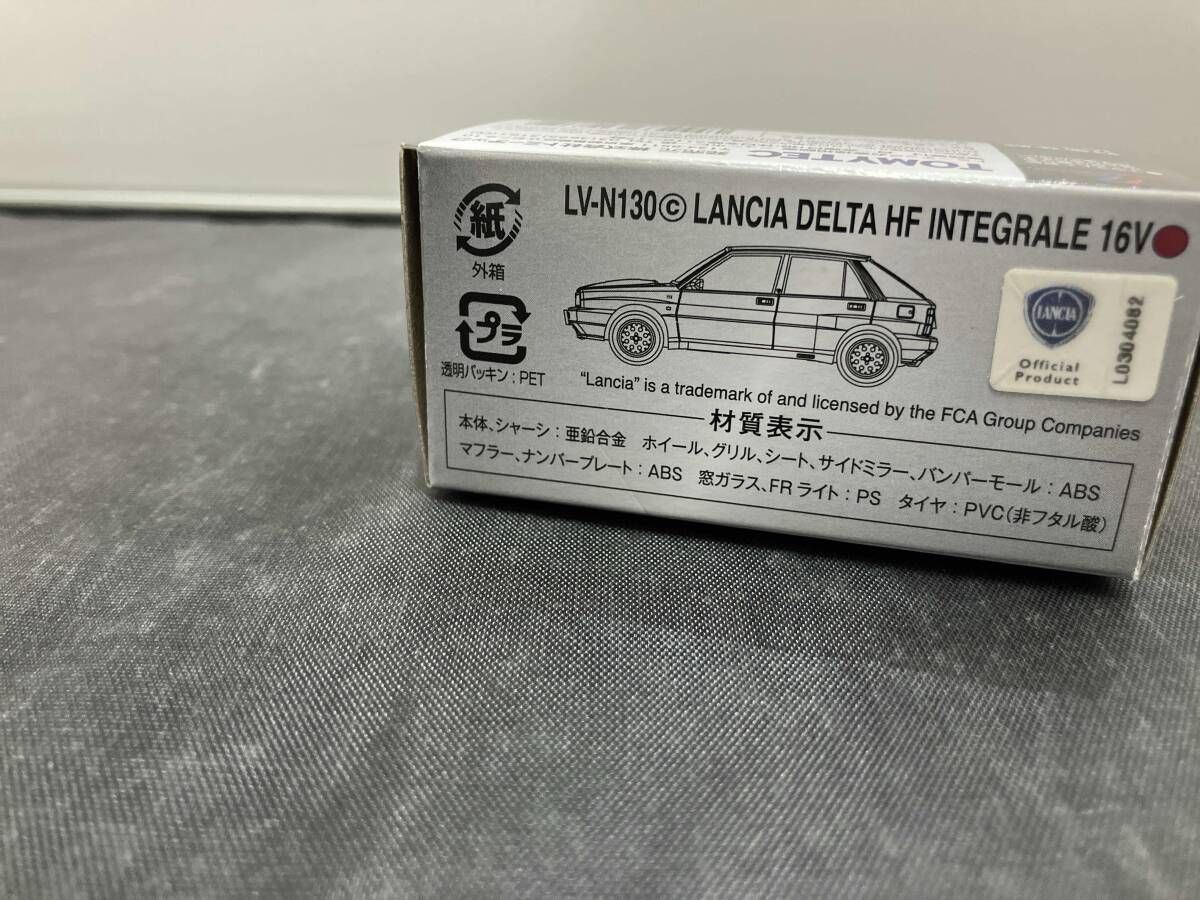 TOMYTEC
LV-N130© LANCIA DELTA HF INTEGRALE 16V
紙
外箱
プラ
透明パッキン:PET
LANCIA
Official
Product
L0304082
“Lancia” is a trademark of and licensed by the FCA Group Companies
材質表示
本体、シャーシ:亜鉛合金 ホイール、グリル、シート、サイドミラー、バンパーモール:ABS
マフラー、ナンバープレート:ABS 窓ガラス、FRライト:PS タイヤ:PVC(非フタル酸)